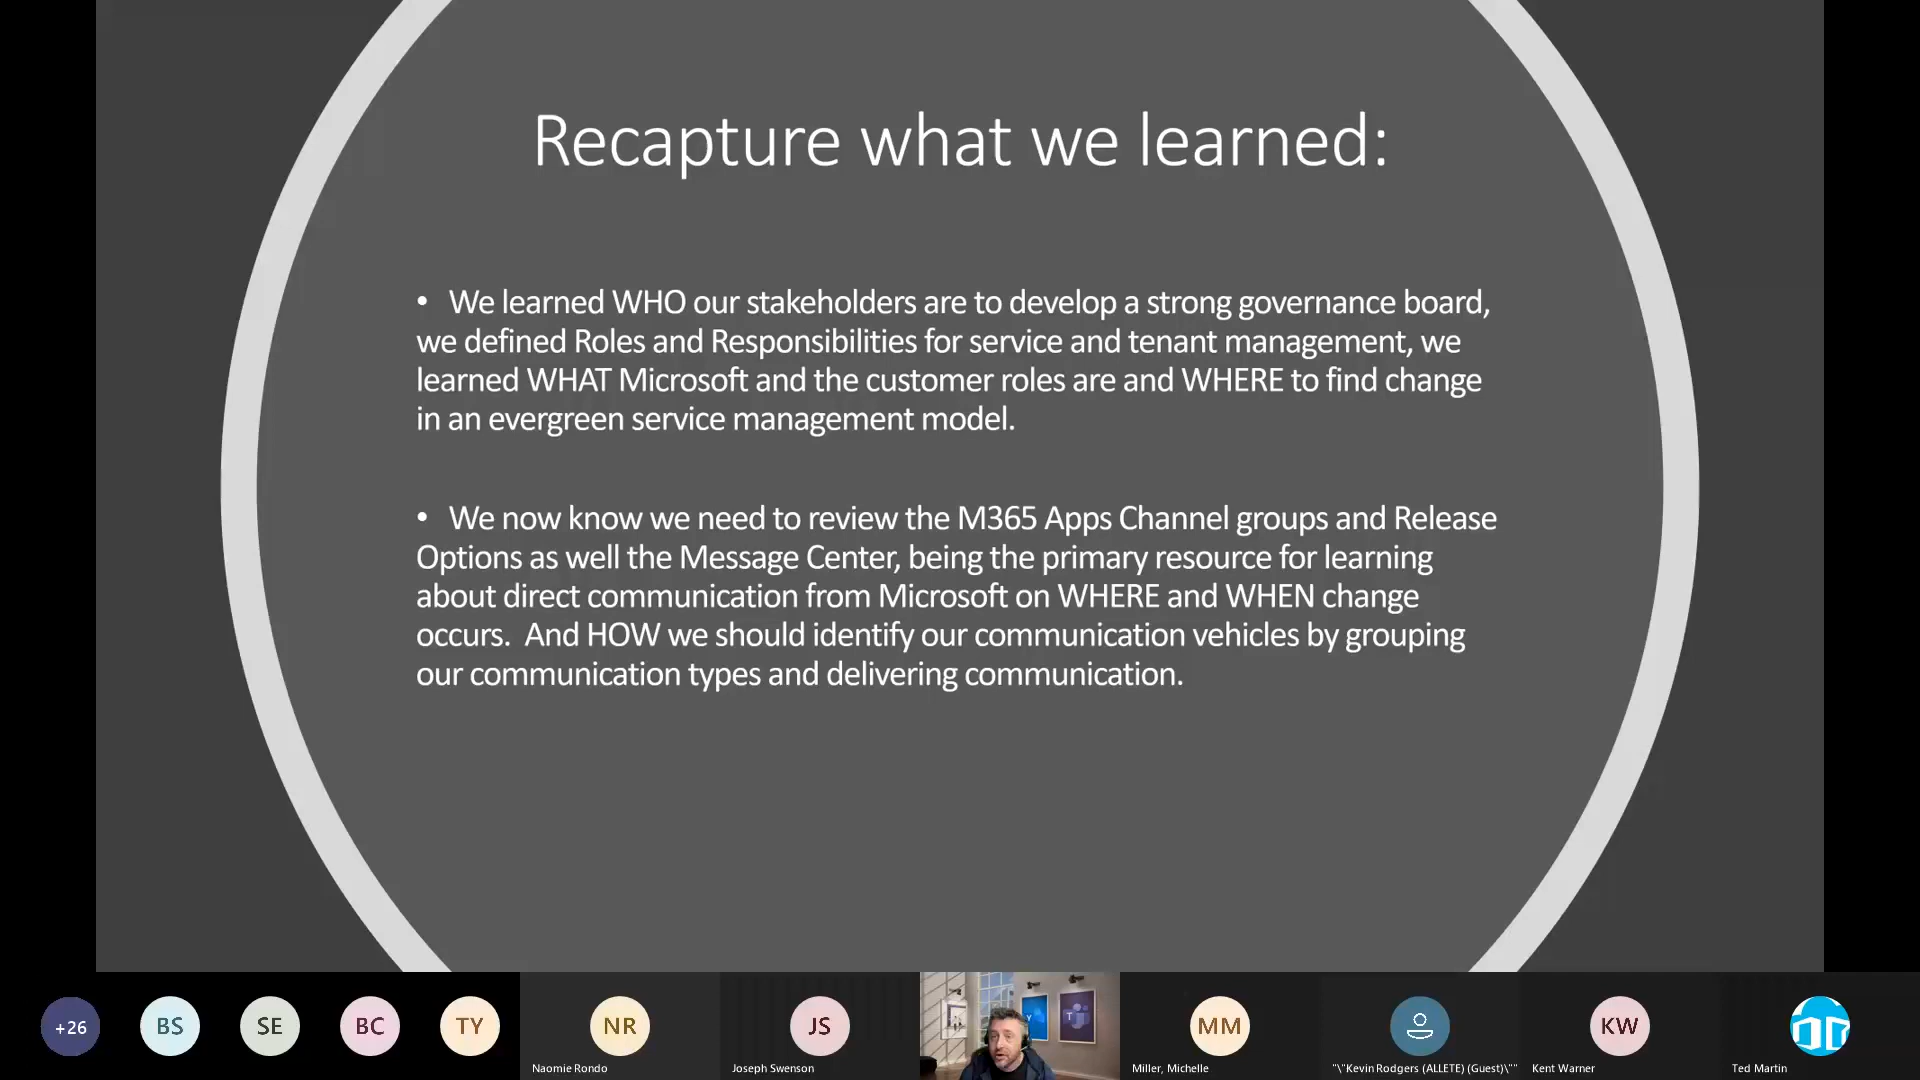 Recapture what we learned:
• We learned WHO our stakeholders are to develop a strong governance board,
we defined Roles and Responsibilities for service and tenant management, we
learned WHAT Microsoft and the customer roles are and WHERE to find change
in an evergreen service management model.
• We now know we need to review the M365 Apps Channel groups and Release
Options as well the Message Center, being the primary resource for learning
about direct communication from Microsoft on WHERE and WHEN change
occurs.  And HOW we should identify our communication vehicles by grouping
our communication types and delivering communication.
+26
BS
SE
BC
TY
NR
JS
MM
KW
Naomie Rondo
Joseph Swenson
Miller, Michelle
"\"Kevin Rodgers (ALLETE) (Guest)\""
Kent Warner
Ted Martin